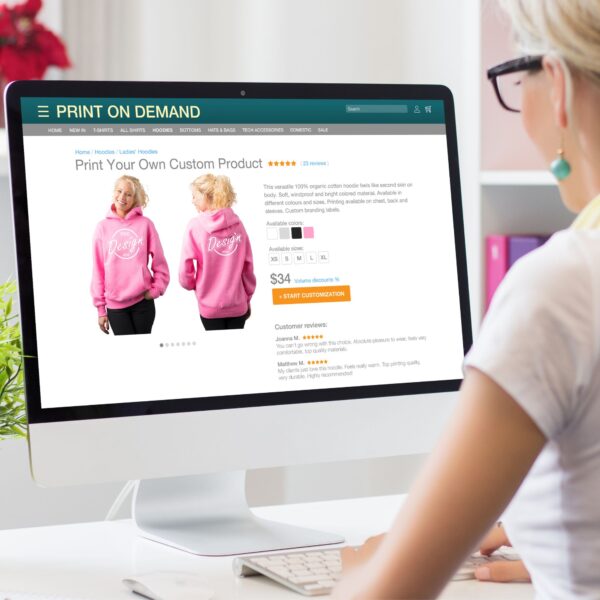 ☰ PRINT ON DEMAND
Search
HOME NEW IN T-SHIRTS ALL SHIRTS HOODIES BOTTOMS HATS & BAGS TECH ACCESSORIES DOMESTIC SALE
Home / Hoodies / Ladies' Hoodies
Print Your Own Custom Product ★★★★★ ( 23 reviews )
Design
Design
This versatile 100% organic cotton hoodie feels like second skin on
body. Soft, windproof and bright colored material. Available in
different colours and sizes, Printing available on chest, back and
sleeves. Custom branding labels.
Available colors:
Available sizes:
XS S M L XL
$34 Volumu discounts %
» START CUSTOMIZATION
Customer reviews:
Joanna M. ★★★★★
You can't go wrong with this choice. Absolute pleasure to wear, feels very
comfortable, top quality materials.
Matthew M. ★★★★★
My clients just love this hoodie. Feels really warm. Top printing quality,
very durable. Highly recommended!